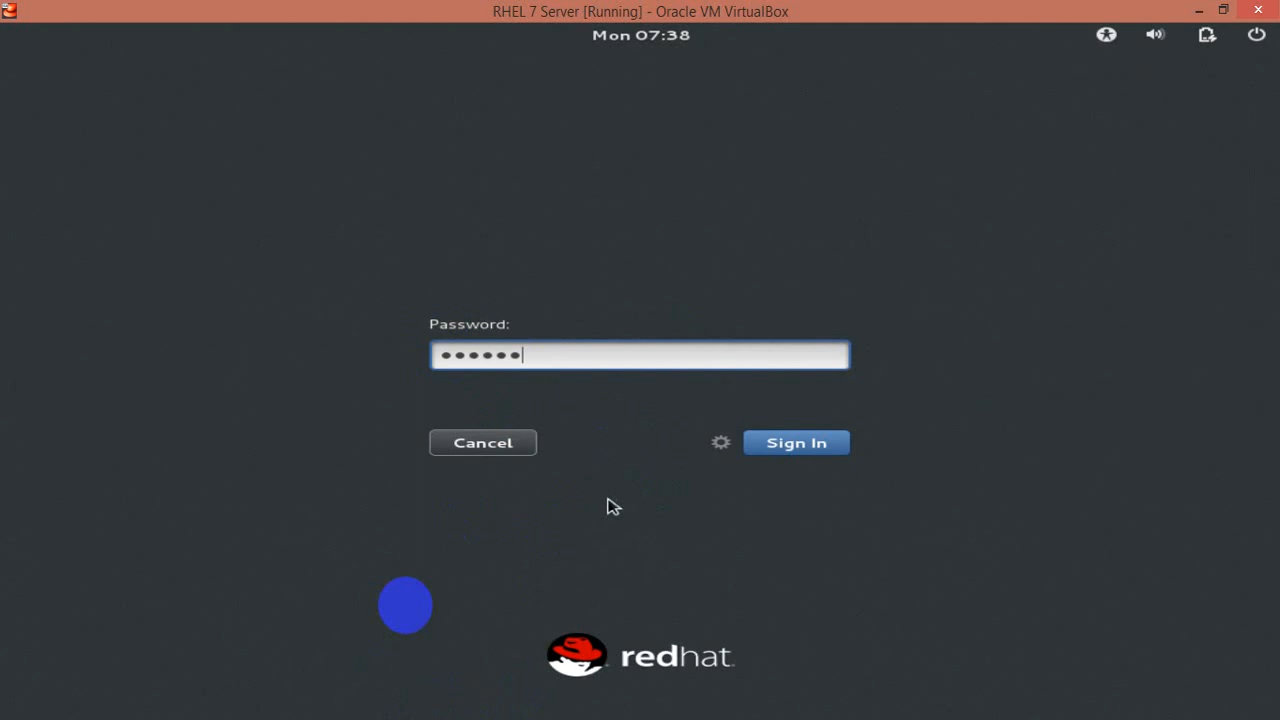 RHEL 7 Server [Running] - Oracle VM VirtualBox
Mon 07:38
Password:
Cancel
Sign In
redhat.